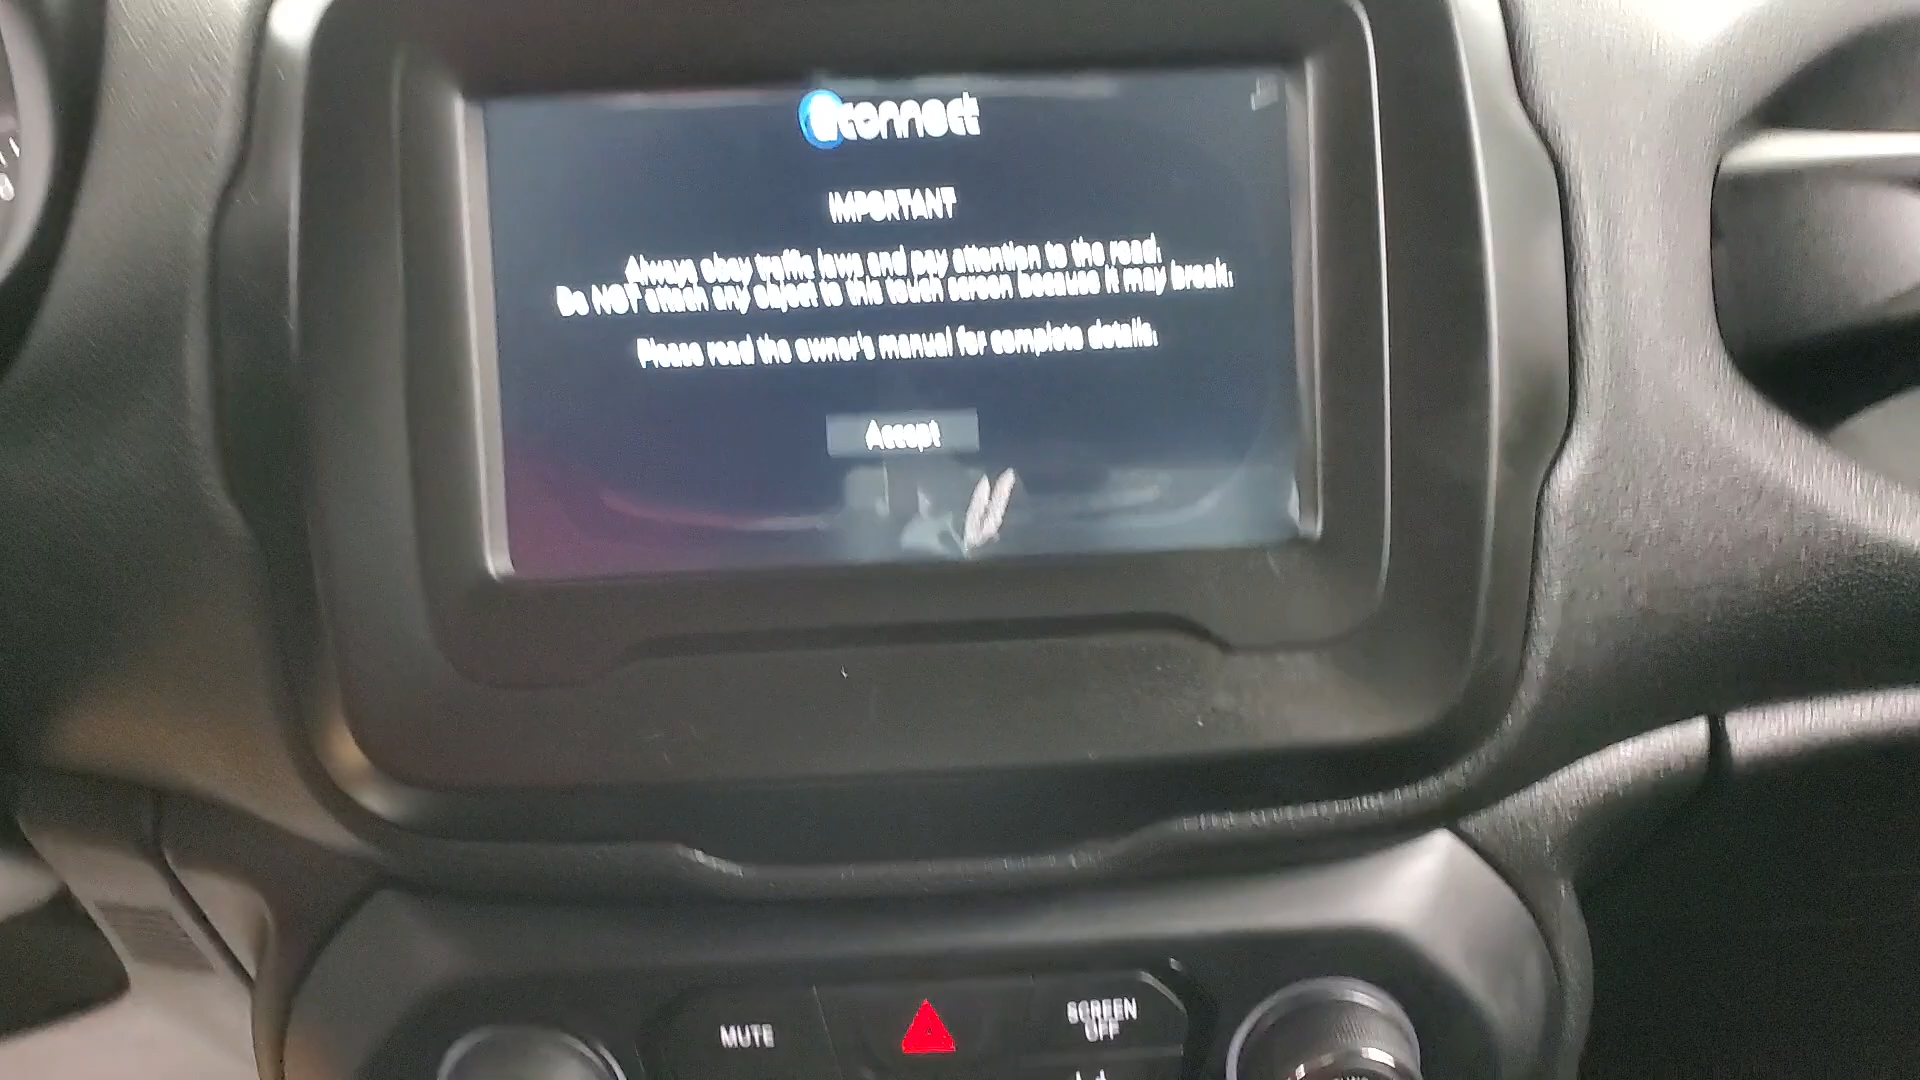 uconnect
IMPORTANT
Always obey traffic laws and pay attention to the road.
Do NOT attach any object to this touch screen because it may break.
Please read the owner's manual for complete details.
Accept
MUTE
SCREEN
OFF